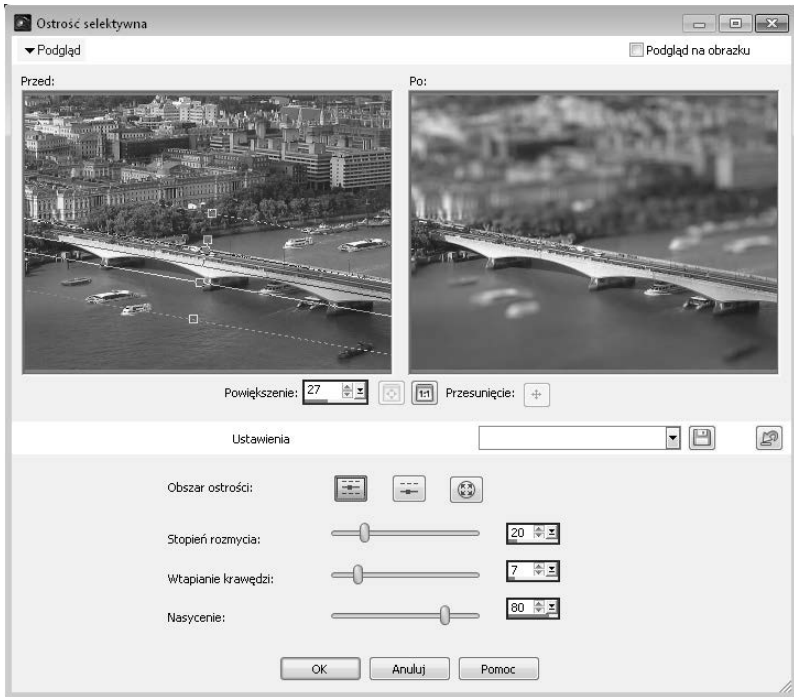 Ostrość selektywna
Podgląd
Podgląd na obrazku
Przed:
Po:
Powiększenie: 27
1:1
Przesunięcie:
Ustawienia
Obszar ostrości:
Stopień rozmycia: 20
Wtapianie krawędzi: 7
Nasycenie: 80
OK Anuluj Pomoc